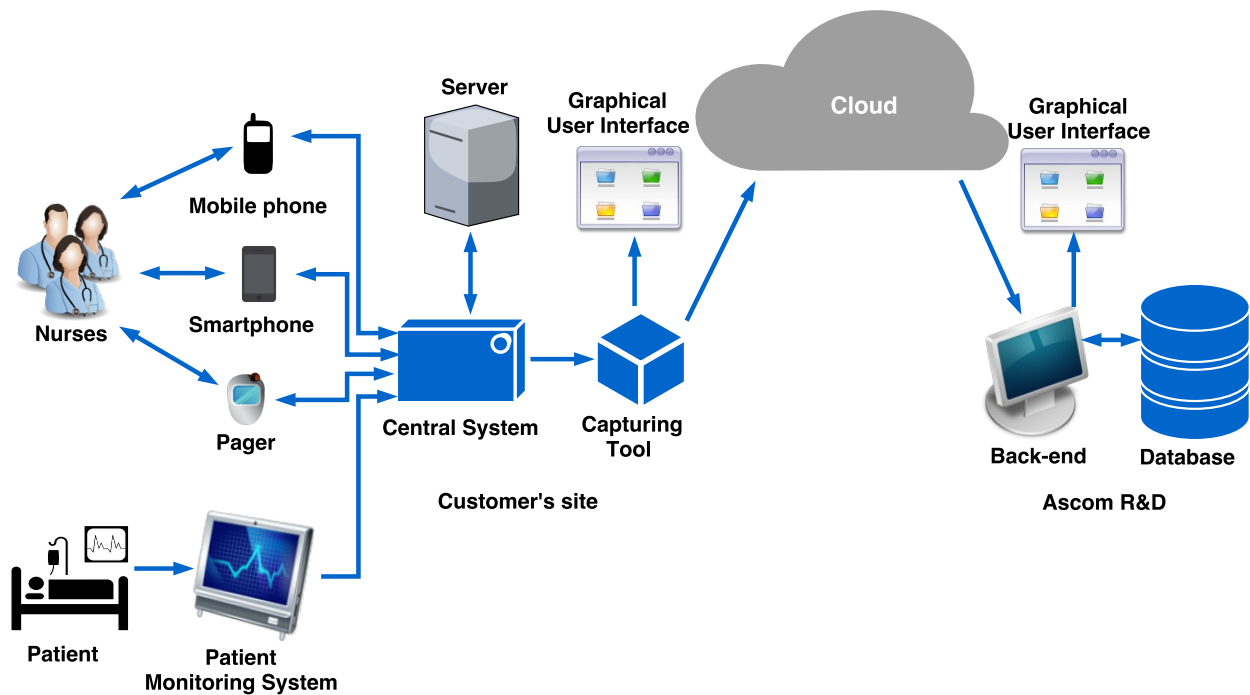 Server
Graphical
User Interface
Cloud
Graphical
User Interface
Mobile phone
Smartphone
Nurses
Pager
Central System
Capturing
Tool
Back-end
Database
Customer's site
Ascom R&D
Patient
Patient
Monitoring System